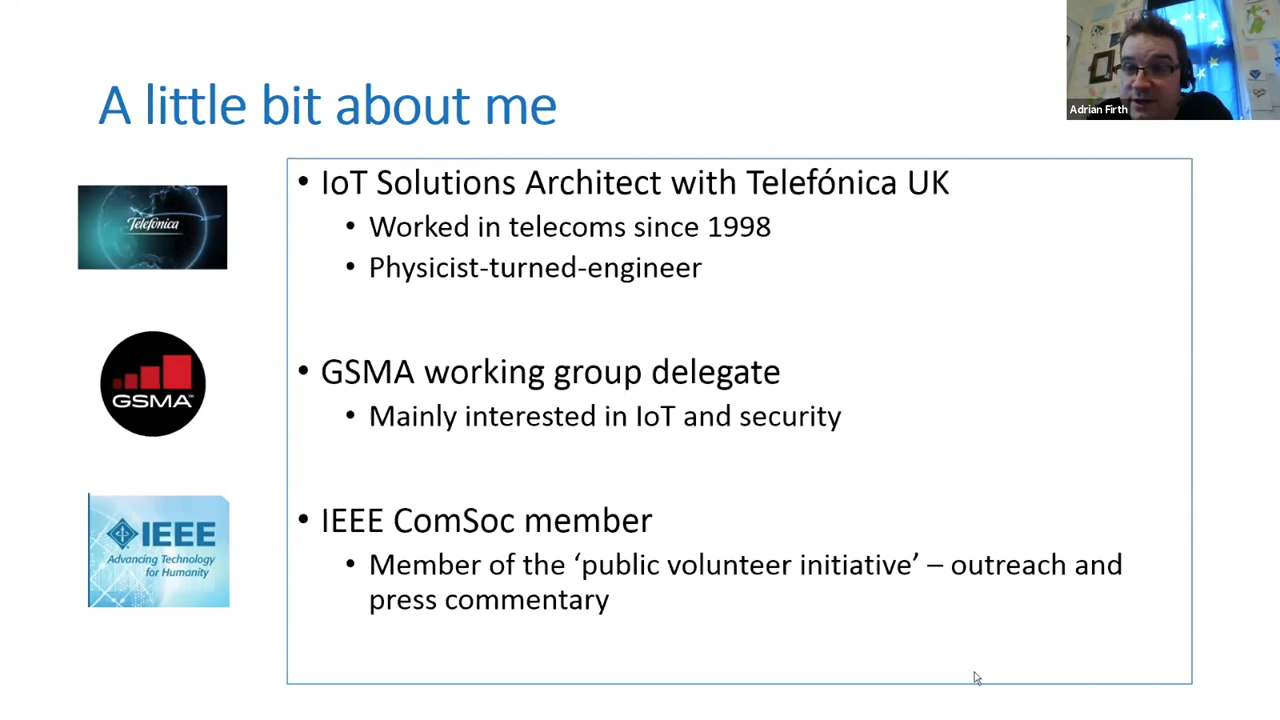 Adrian Firth
A little bit about me
Telefónica
• IoT Solutions Architect with Telefónica UK
• Worked in telecoms since 1998
• Physicist-turned-engineer
GSMA™
• GSMA working group delegate
• Mainly interested in IoT and security
IEEE
Advancing Technology
for Humanity
• IEEE ComSoc member
• Member of the ‘public volunteer initiative’ – outreach and
press commentary